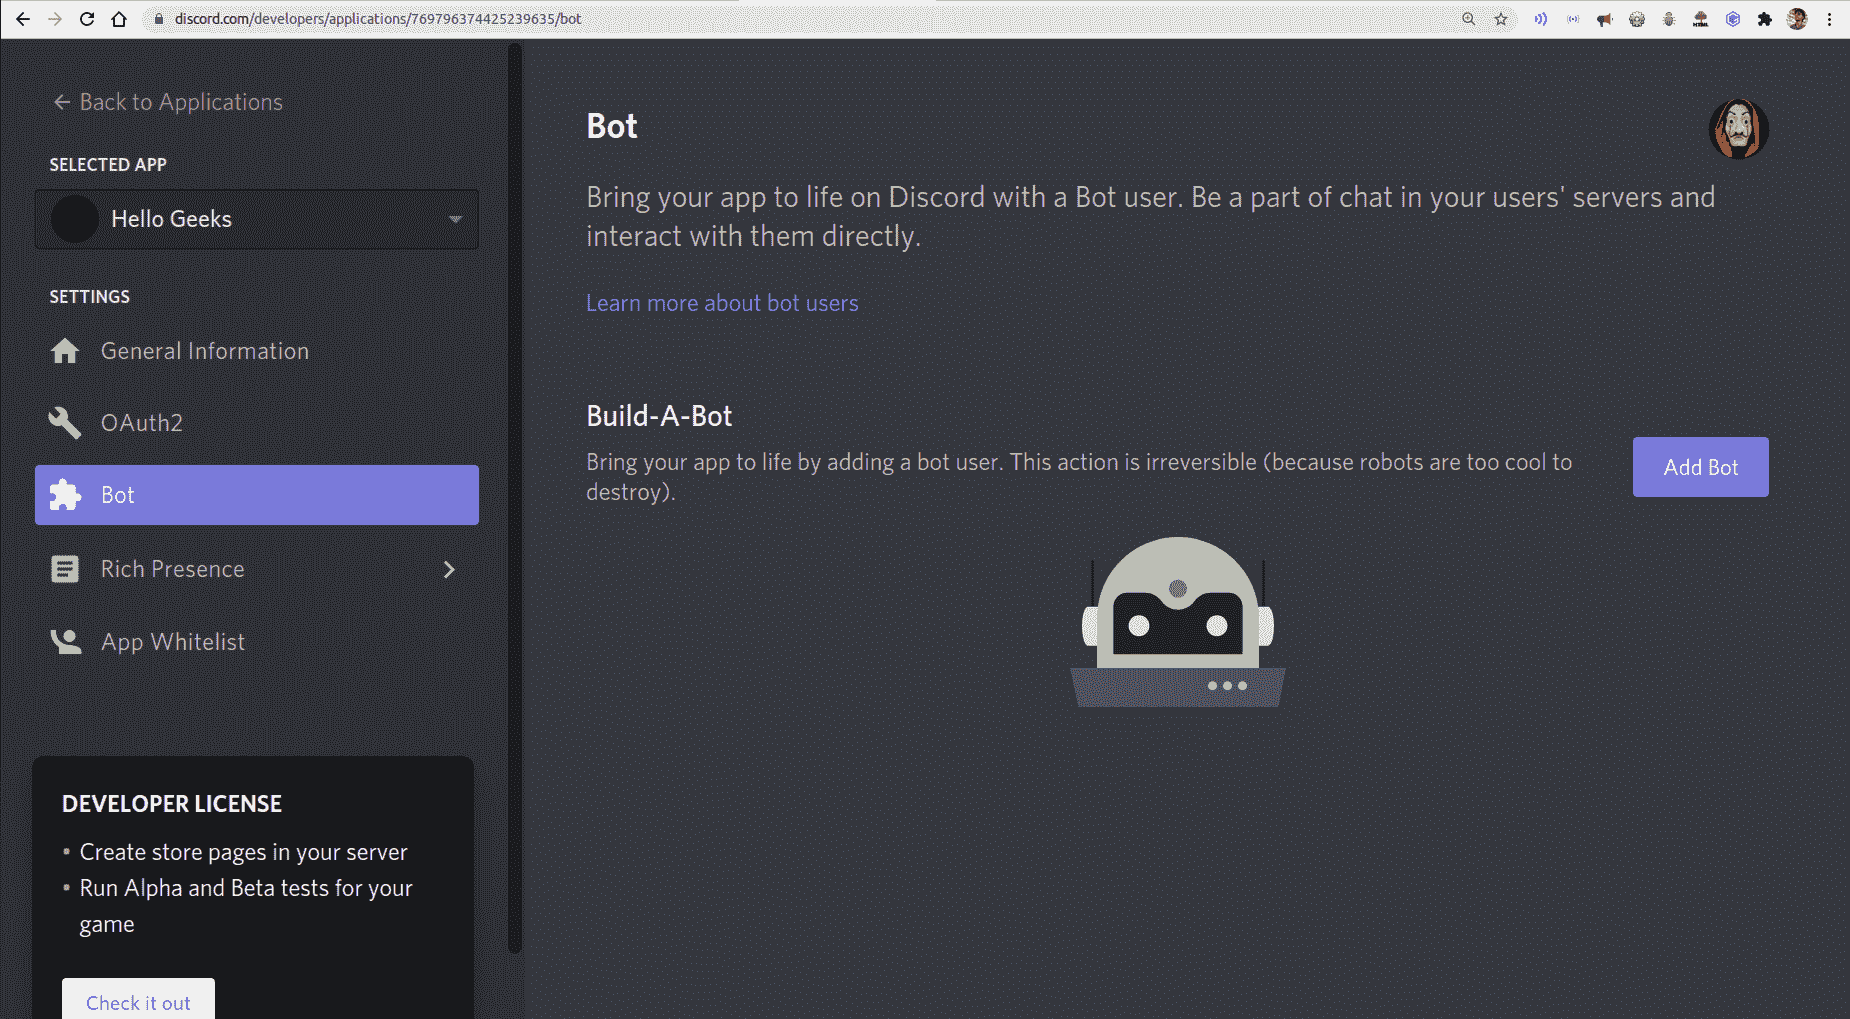 discord.com/developers/applications/769796374425239635/bot
Back to Applications
SELECTED APP
Hello Geeks
SETTINGS
General Information
OAuth2
Bot
Rich Presence
App Whitelist
DEVELOPER LICENSE
• Create store pages in your server
• Run Alpha and Beta tests for your
game
Check it out
Bot
Bring your app to life on Discord with a Bot user. Be a part of chat in your users' servers and
interact with them directly.
Learn more about bot users
Build-A-Bot
Bring your app to life by adding a bot user. This action is irreversible (because robots are too cool to
destroy).
Add Bot